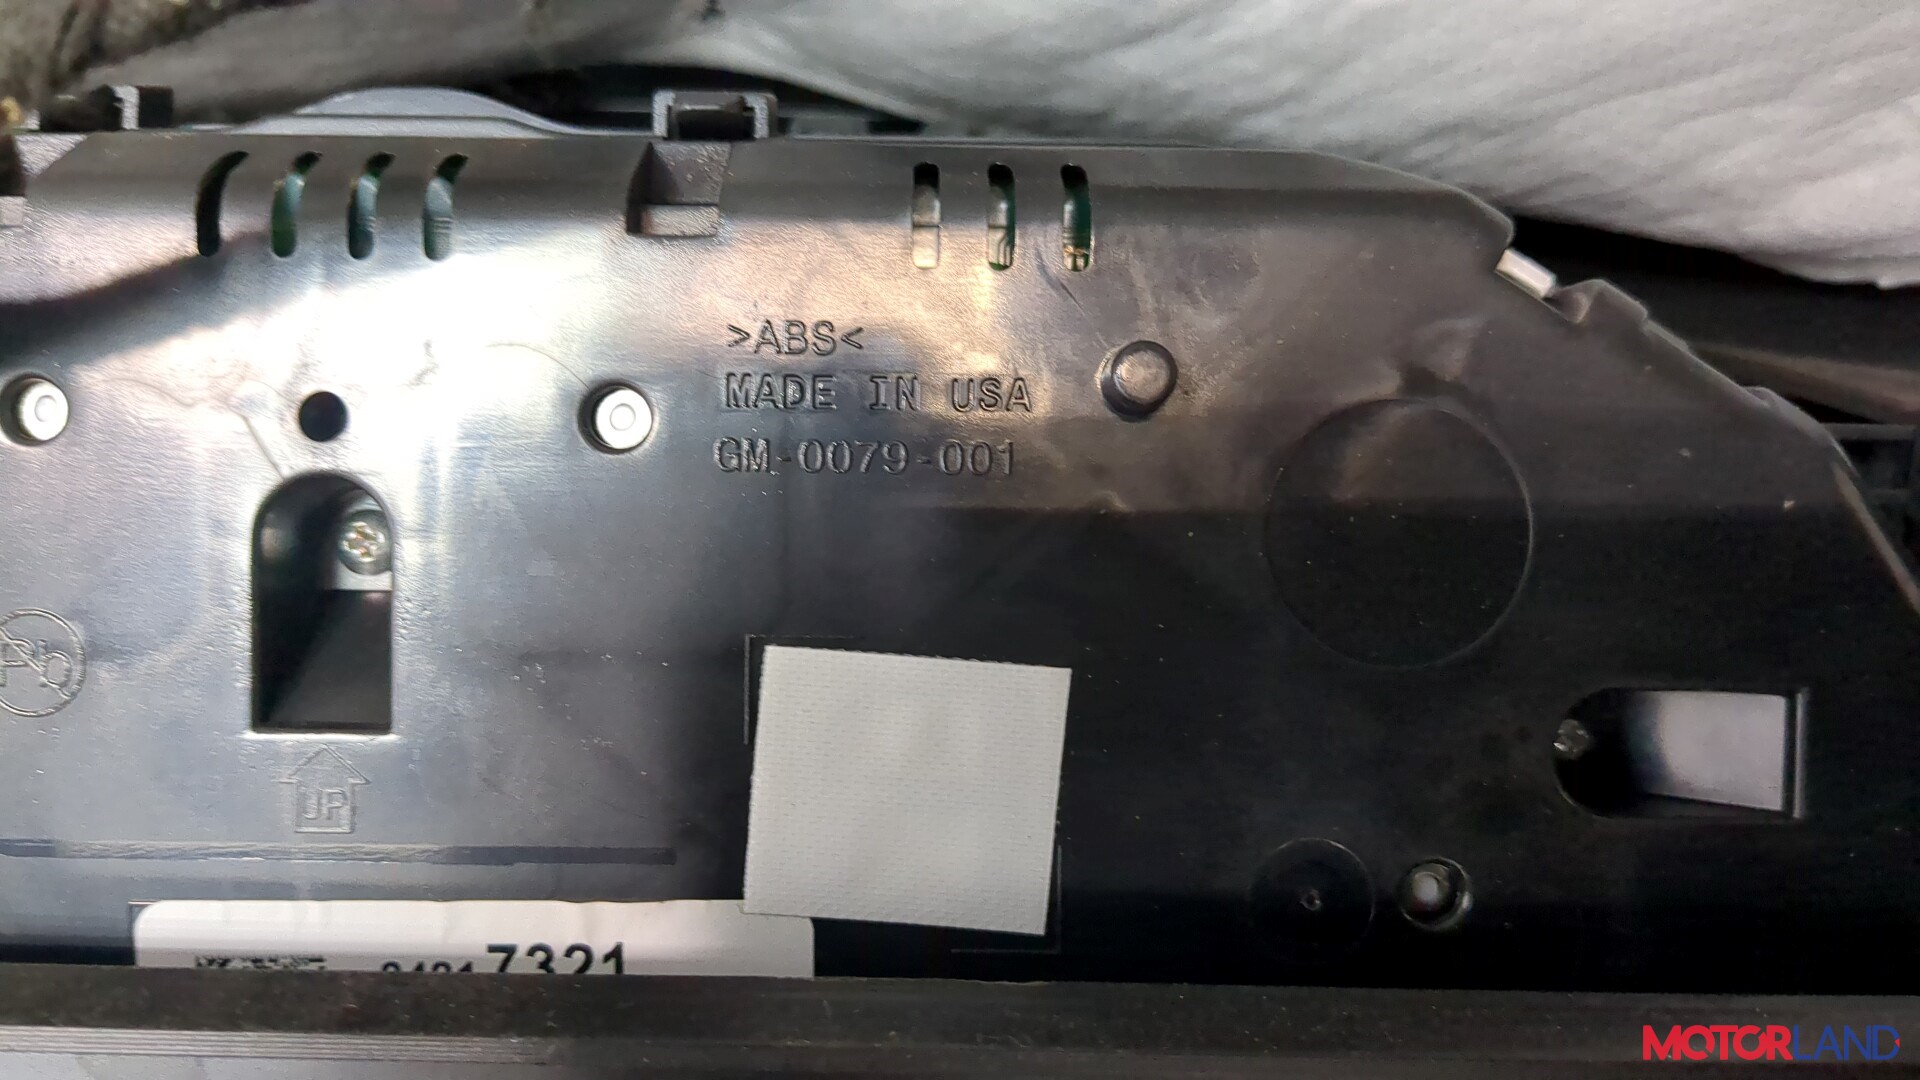 >ABS<
MADE IN USA
GM-0079-001
Pb
UP
7321
MOTORLAND